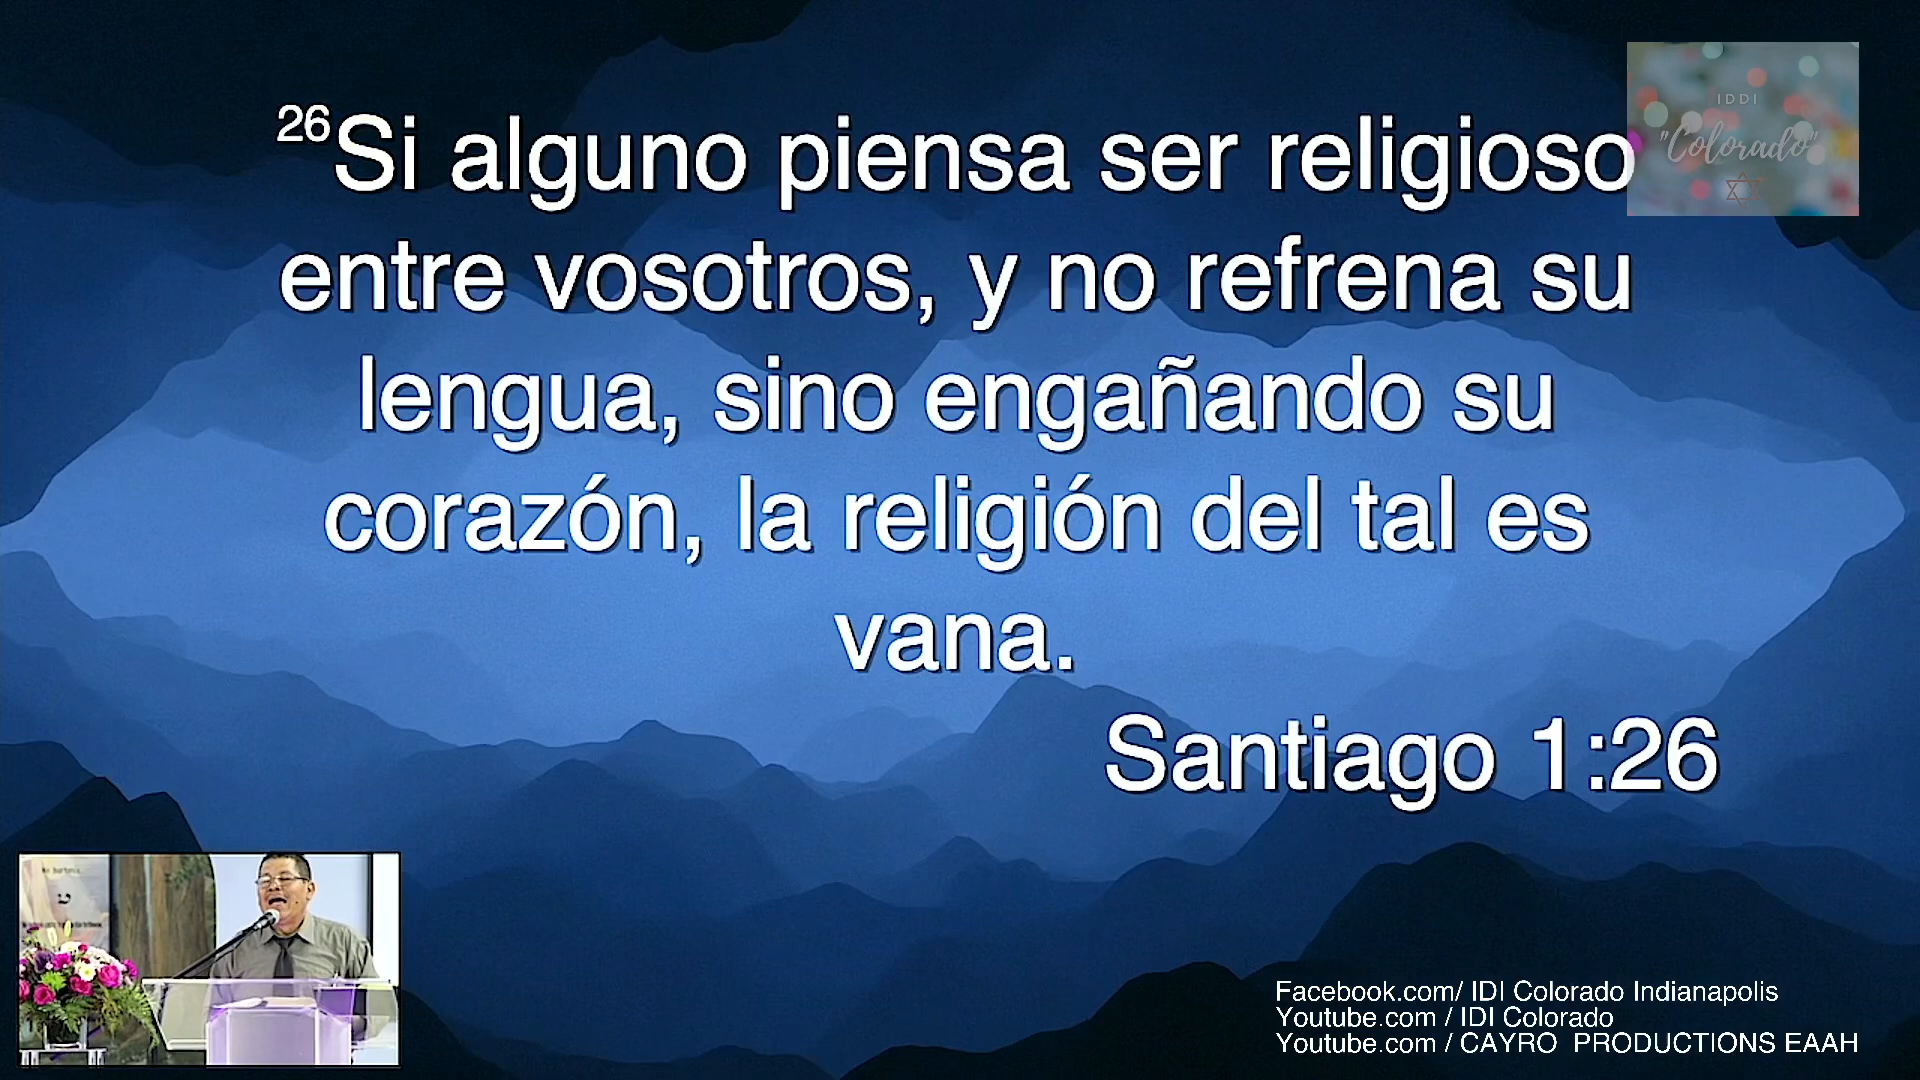 IDDI
"Colorado"
26Si alguno piensa ser religioso
entre vosotros, y no refrena su
lengua, sino engañando su
corazón, la religión del tal es
vana.
Santiago 1:26
Facebook.com/ IDI Colorado Indianapolis
Youtube.com / IDI Colorado
Youtube.com / CAYRO PRODUCTIONS EAAH